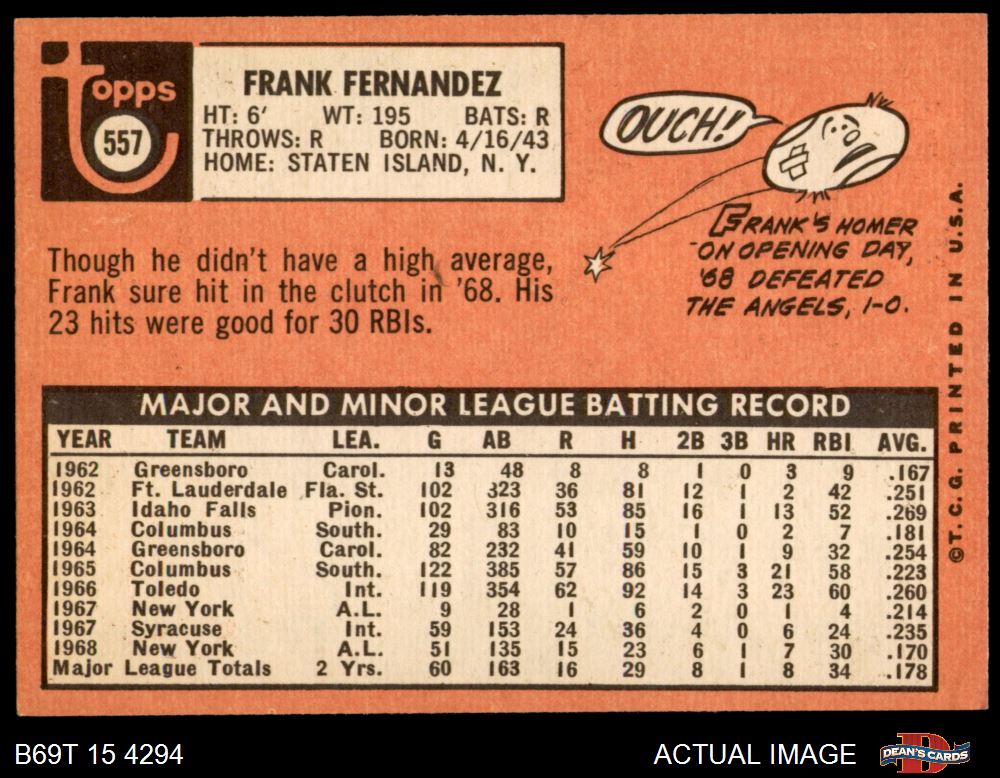 Topps
557
FRANK FERNANDEZ
HT: 6' WT: 195 BATS: R
THROWS: R BORN: 4/16/43
HOME: STATEN ISLAND, N. Y.
OUCH!
FRANK'S HOMER
ON OPENING DAY,
'68 DEFEATED
THE ANGELS, 1-0.
Though he didn't have a high average,
Frank sure hit in the clutch in '68. His
23 hits were good for 30 RBIs.
MAJOR AND MINOR LEAGUE BATTING RECORD
YEAR TEAM LEA. G AB R H 2B 3B HR RBI AVG.
1962 Greensboro Carol. 13 48 8 8 1 0 3 9 .167
1962 Ft. Lauderdale Fla. St. 102 323 36 81 12 1 2 42 .251
1963 Idaho Falls Pion. 102 316 53 85 16 1 13 52 .269
1964 Columbus South. 29 83 10 15 1 0 2 7 .181
1964 Greensboro Carol. 82 232 41 59 10 1 9 32 .254
1965 Columbus South. 122 385 57 86 15 3 21 58 .223
1966 Toledo Int. 119 354 62 92 14 3 23 60 .260
1967 New York A.L. 9 28 1 6 2 0 1 4 .214
1967 Syracuse Int. 59 153 24 36 4 0 6 24 .235
1968 New York A.L. 51 135 15 23 6 1 7 30 .170
Major League Totals 2 Yrs. 60 163 16 29 8 1 8 34 .178
©T. C. G. PRINTED IN U.S.A.
B69T 15 4294
ACTUAL IMAGE
DEAN'S CARDS